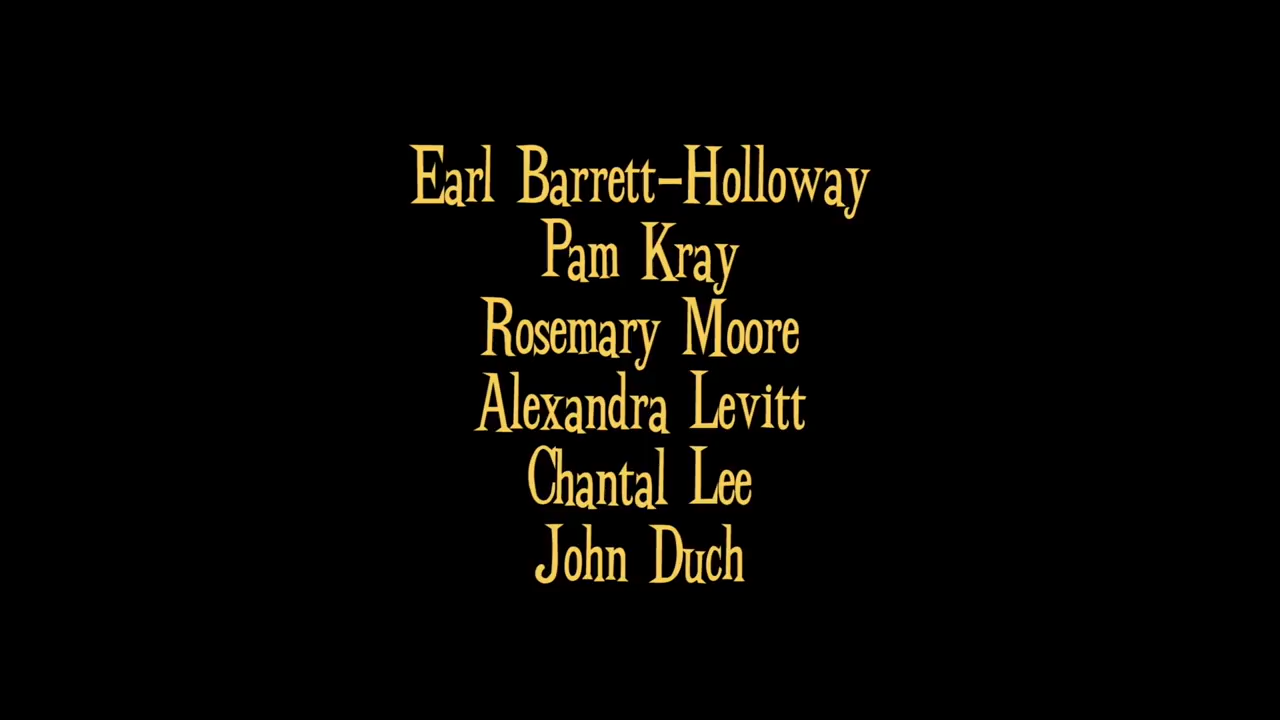 Earl Barrett-Holloway
Pam Kray
Rosemary Moore
Alexandra Levitt
Chantal Lee
John Duch